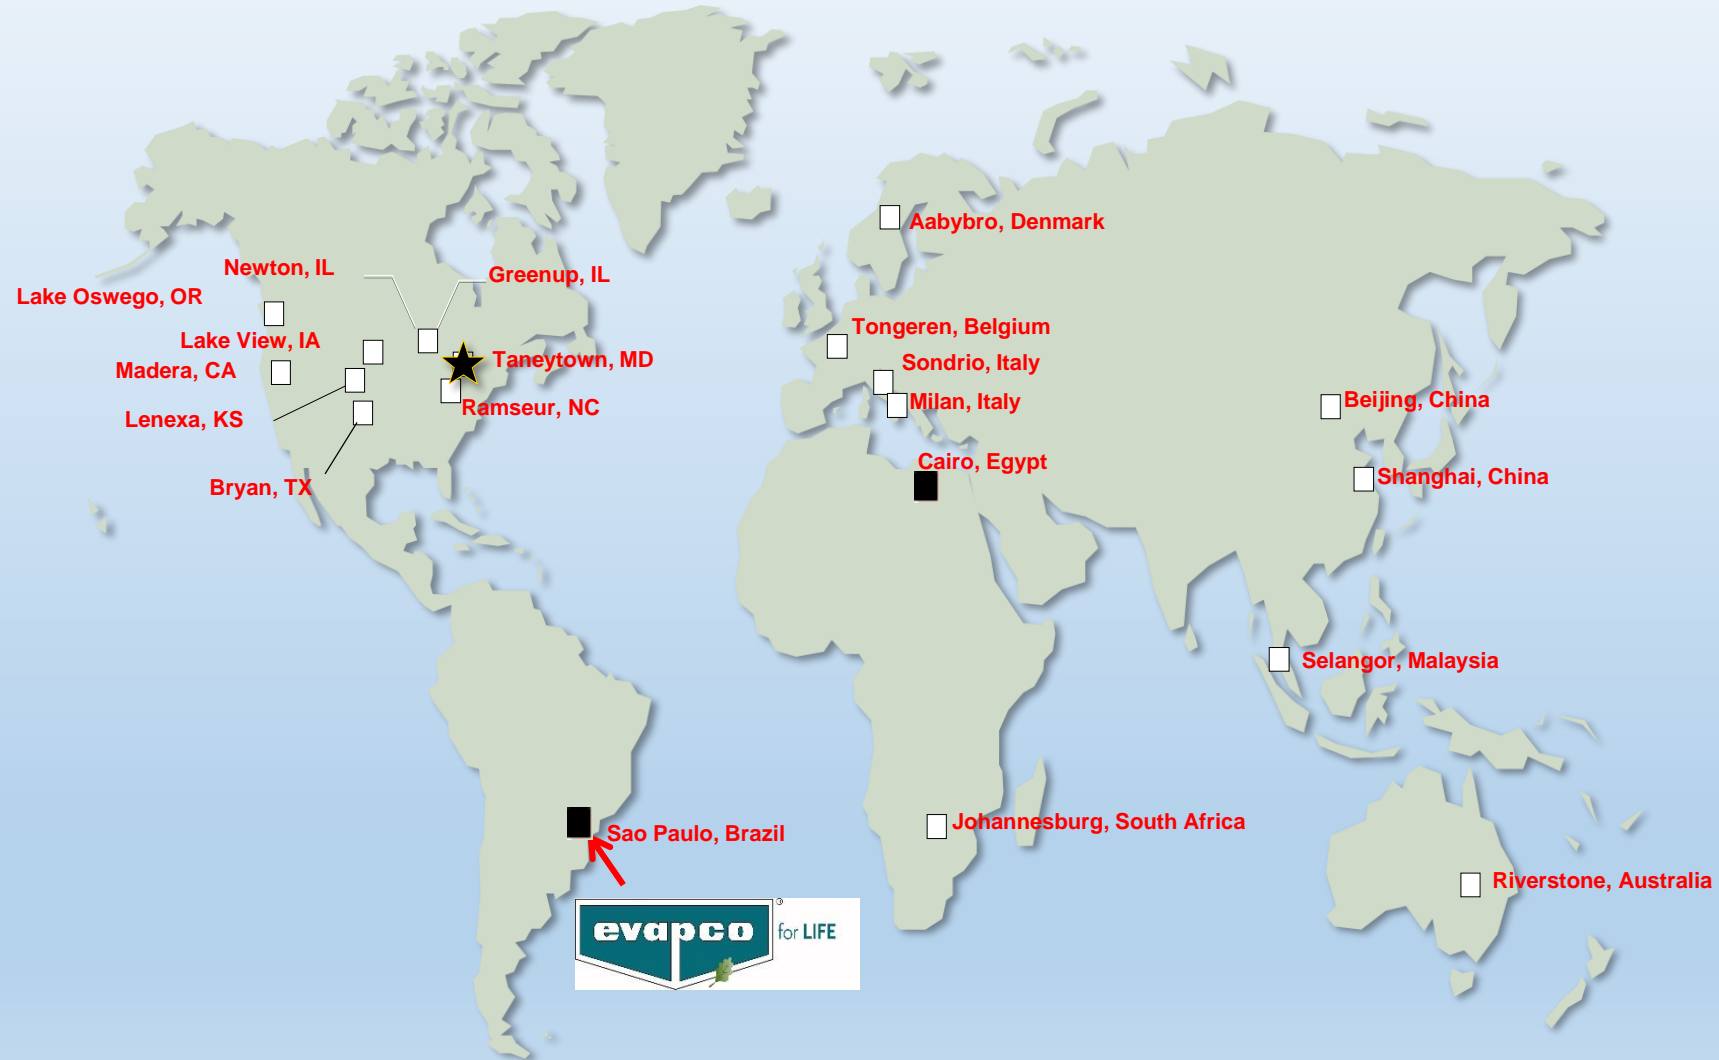 Aabybro, Denmark
Newton, IL
Greenup, IL
Lake Oswego, OR
Tongeren, Belgium
Lake View, IA
Taneytown, MD
Sondrio, Italy
Madera, CA
Milan, Italy
Beijing, China
Ramseur, NC
Lenexa, KS
Cairo, Egypt
Shanghai, China
Bryan, TX
Selangor, Malaysia
Johannesburg, South Africa
Sao Paulo, Brazil
Riverstone, Australia
evapco® for LIFE